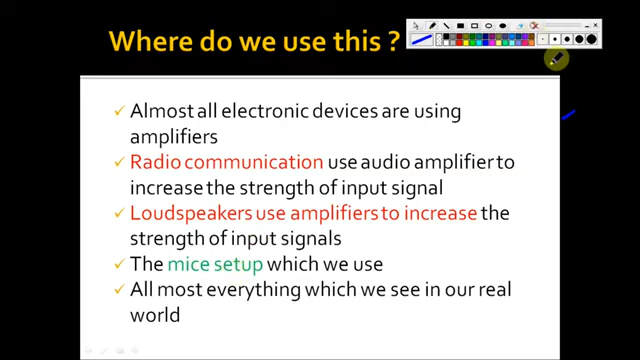 Where do we use this ?
Almost all electronic devices are using
amplifiers
Radio communication use audio amplifier to
increase the strength of input signal
Loudspeakers use amplifiers to increase the
strength of input signals
The mice setup which we use
All most everything which we see in our real
world